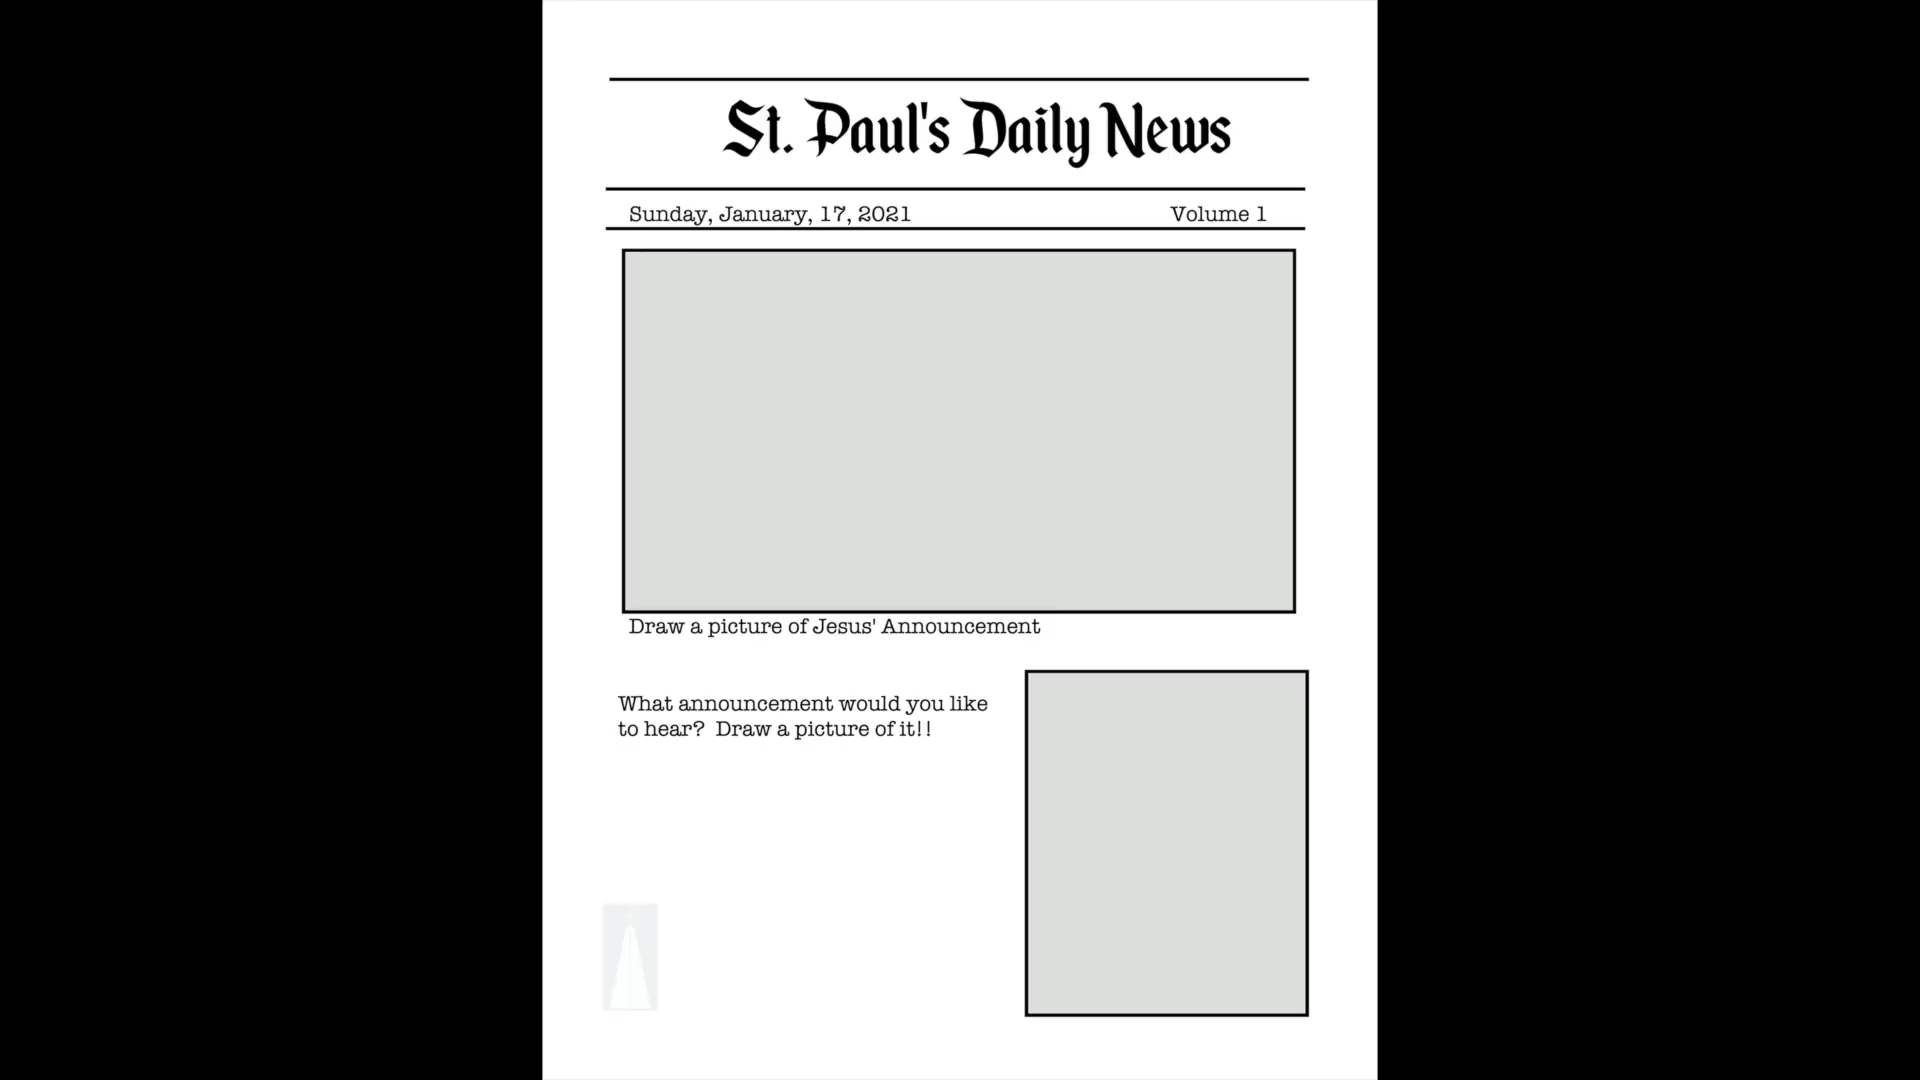 St. Paul's Daily News
Sunday, January, 17, 2021 Volume 1
Draw a picture of Jesus' Announcement
What announcement would you like
to hear? Draw a picture of it!!